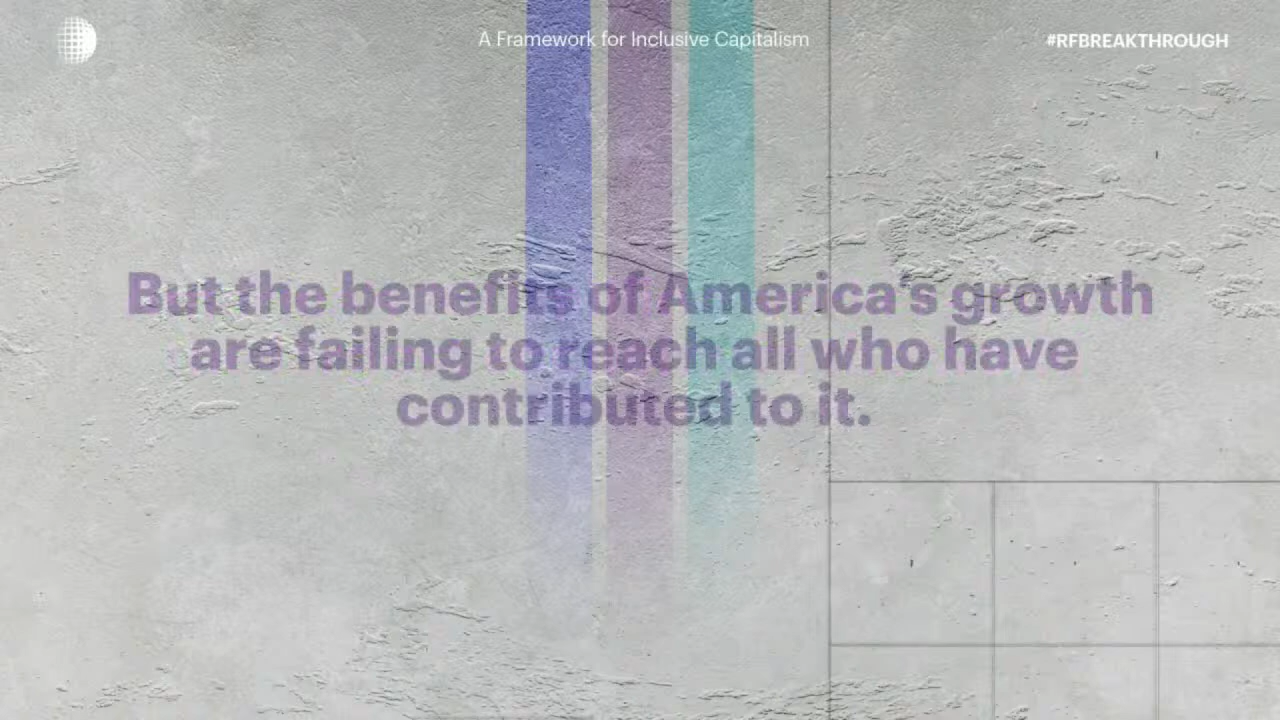 A Framework for Inclusive Capitalism
#RFBREAKTHROUGH
But the benefits of America's growth
are failing to reach all who have
contributed to it.